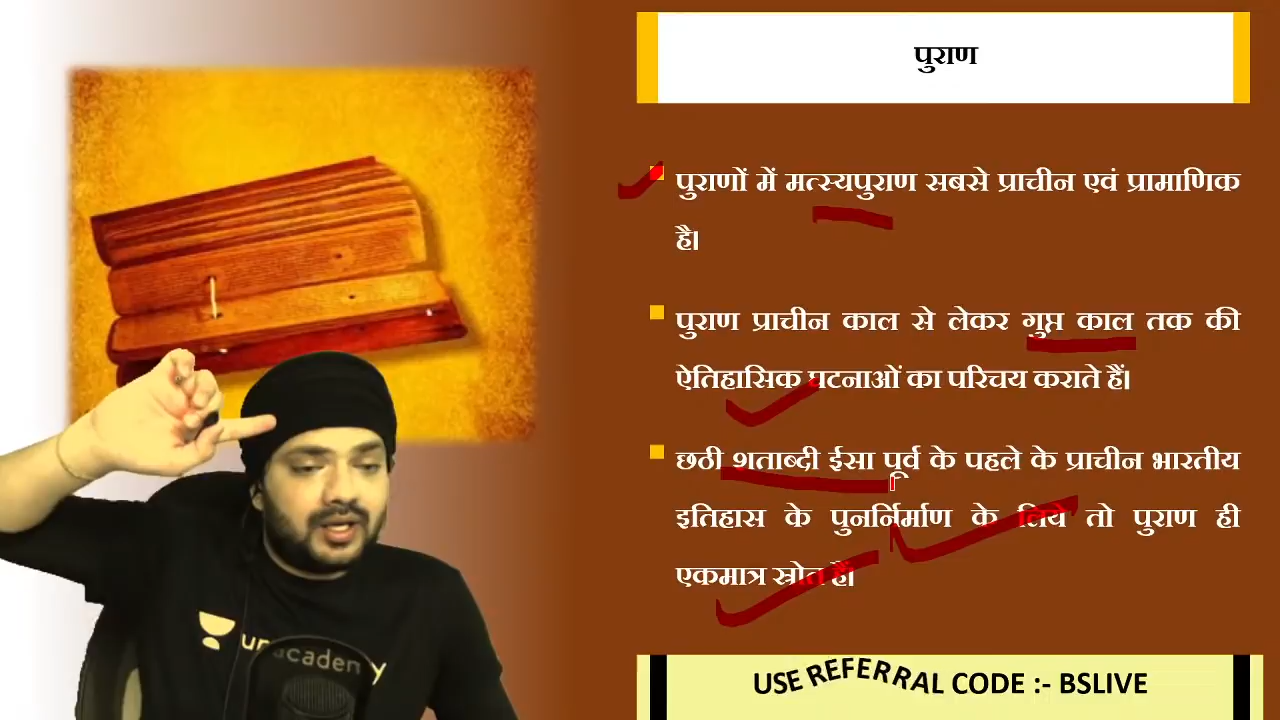 पुराण
पुराणों में मत्स्यपुराण सबसे प्राचीन एवं प्रामाणिक
है।
पुराण प्राचीन काल से लेकर गुप्त काल तक की
ऐतिहासिक घटनाओं का परिचय कराते हैं।
छठी शताब्दी ईसा पूर्व के पहले के प्राचीन भारतीय
इतिहास के पुनर्निर्माण के लिये तो पुराण ही
एकमात्र स्रोत हैं।
unacademy
USE REFERRAL CODE :- BSLIVE